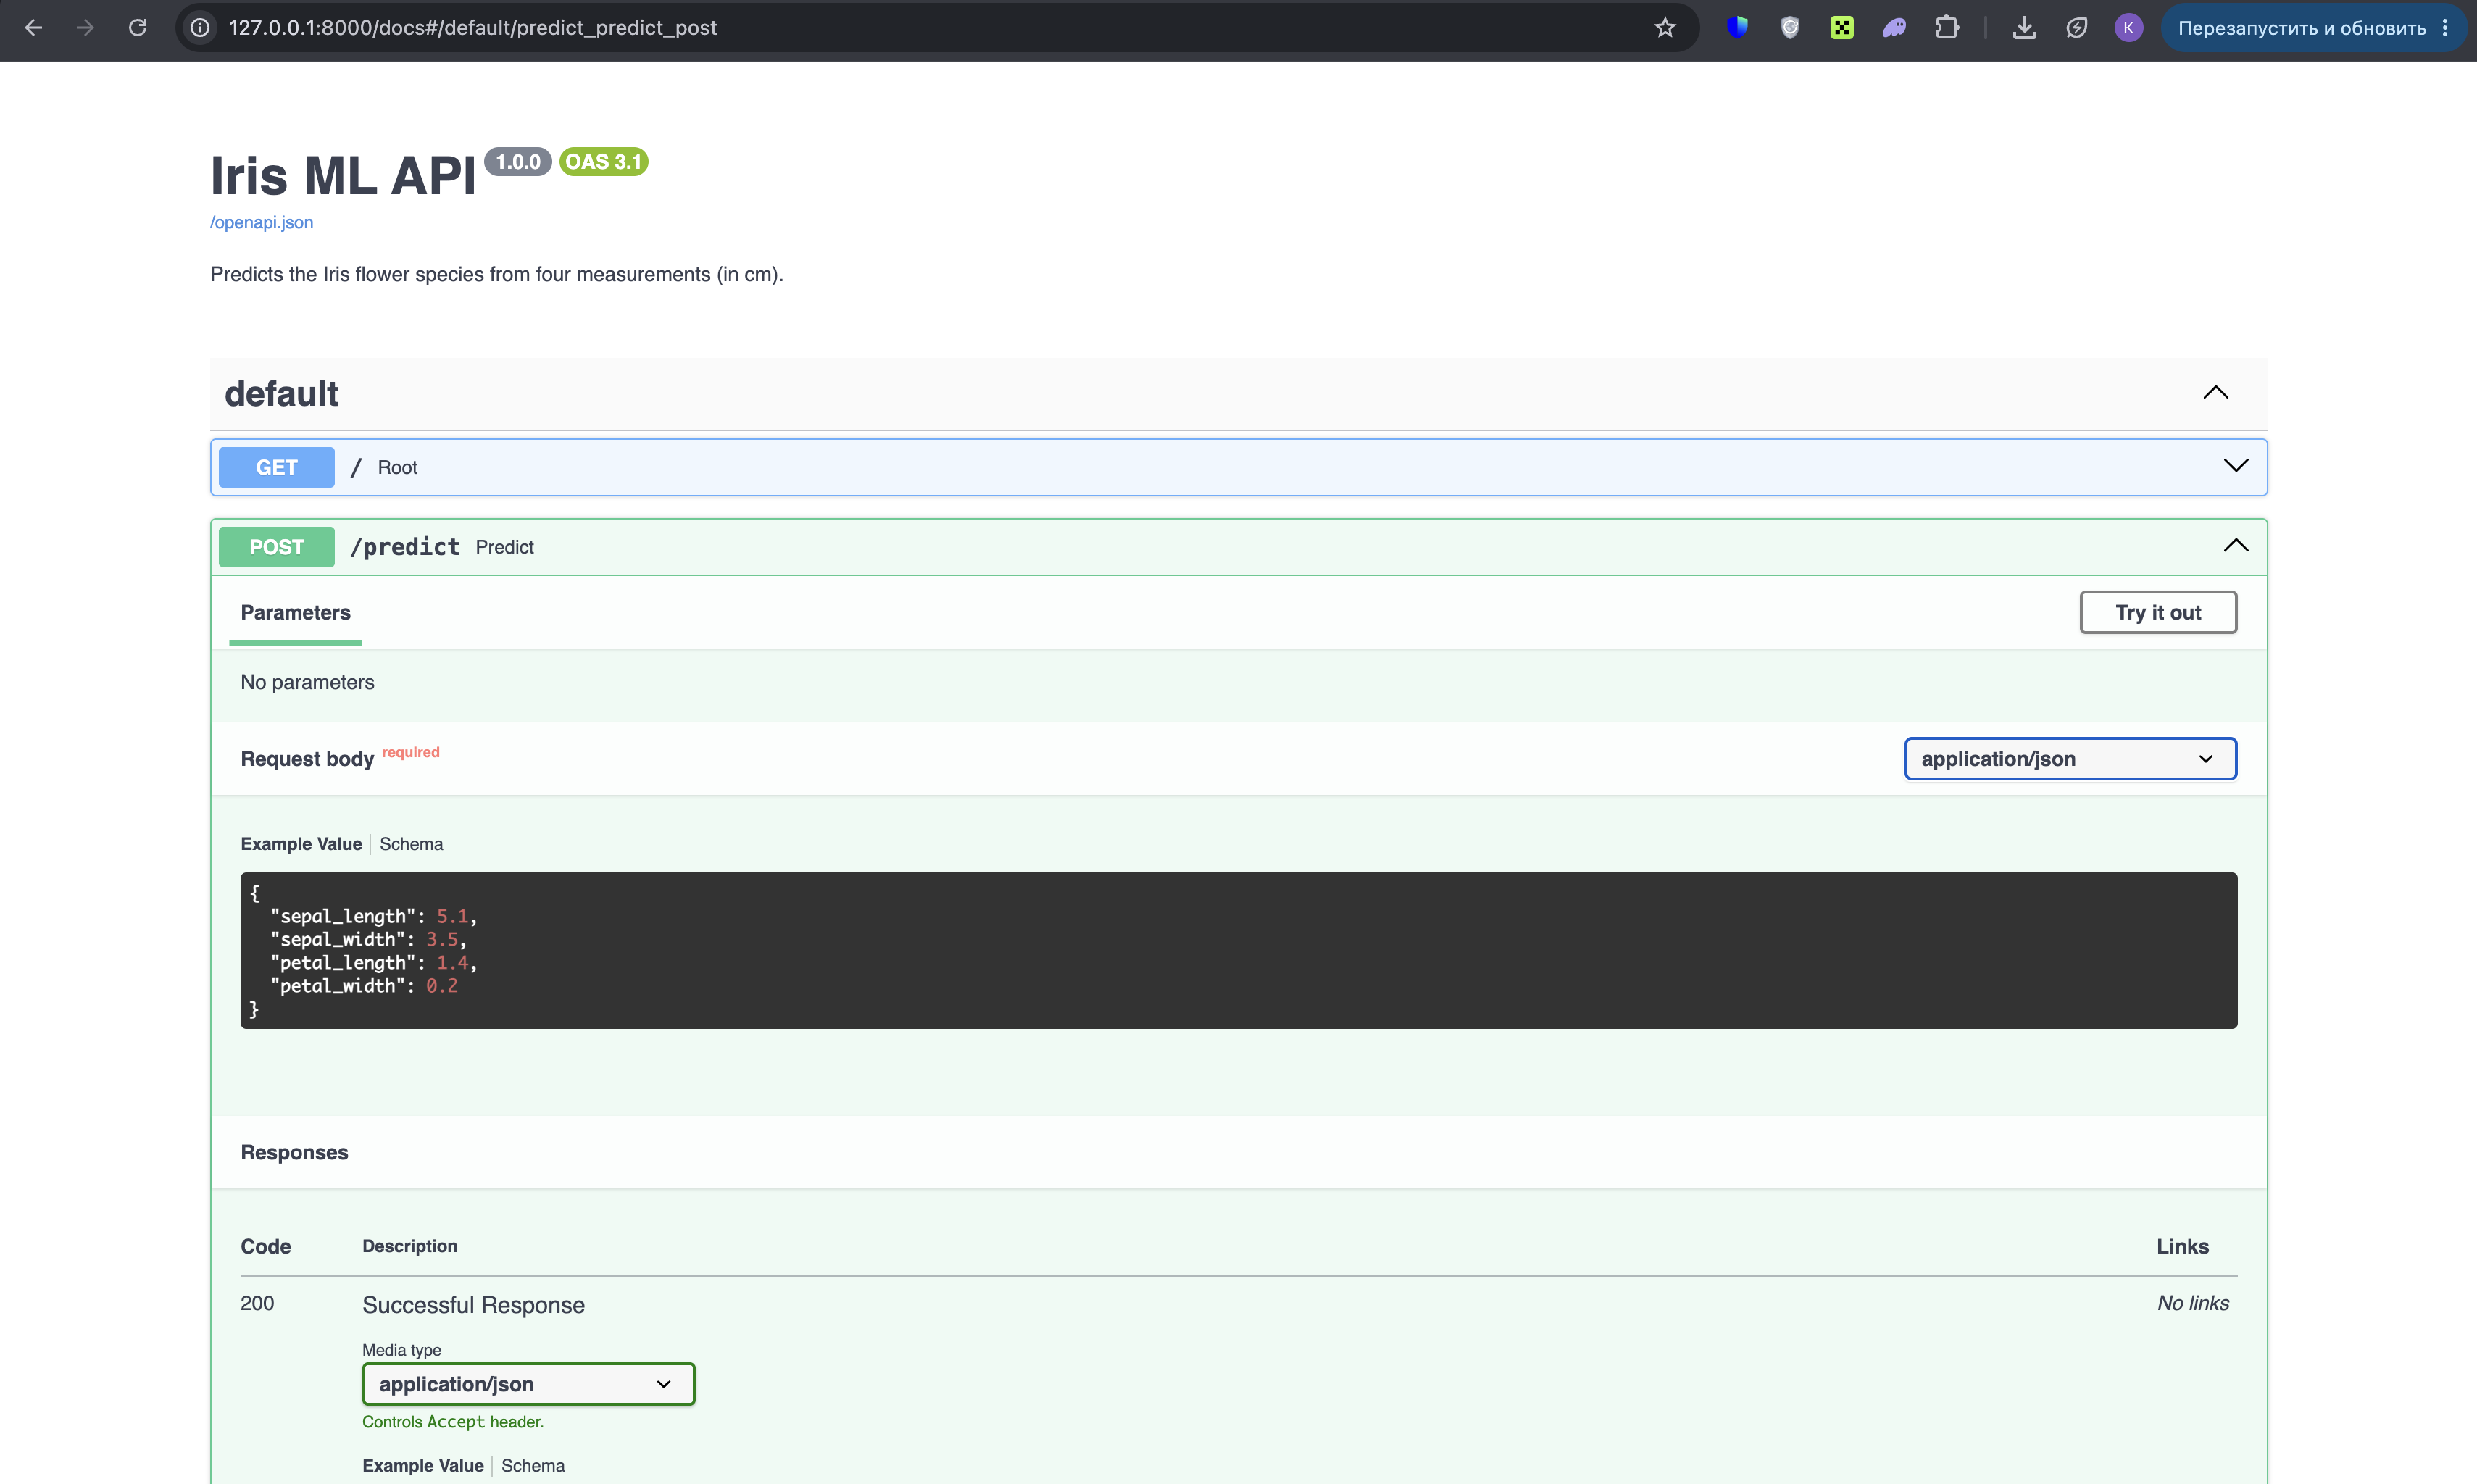 127.0.0.1:8000/docs#/default/predict_predict_post
K
Перезапустить и обновить
Iris ML API 1.0.0 OAS 3.1
/openapi.json
Predicts the Iris flower species from four measurements (in cm).
default
GET / Root
POST /predict Predict
Parameters
Try it out
No parameters
Request body required
application/json
Example Value Schema
{
"sepal_length": 5.1,
"sepal_width": 3.5,
"petal_length": 1.4,
"petal_width": 0.2
}
Responses
Code Description Links
200 Successful Response No links
Media type
application/json
Controls Accept header.
Example Value Schema